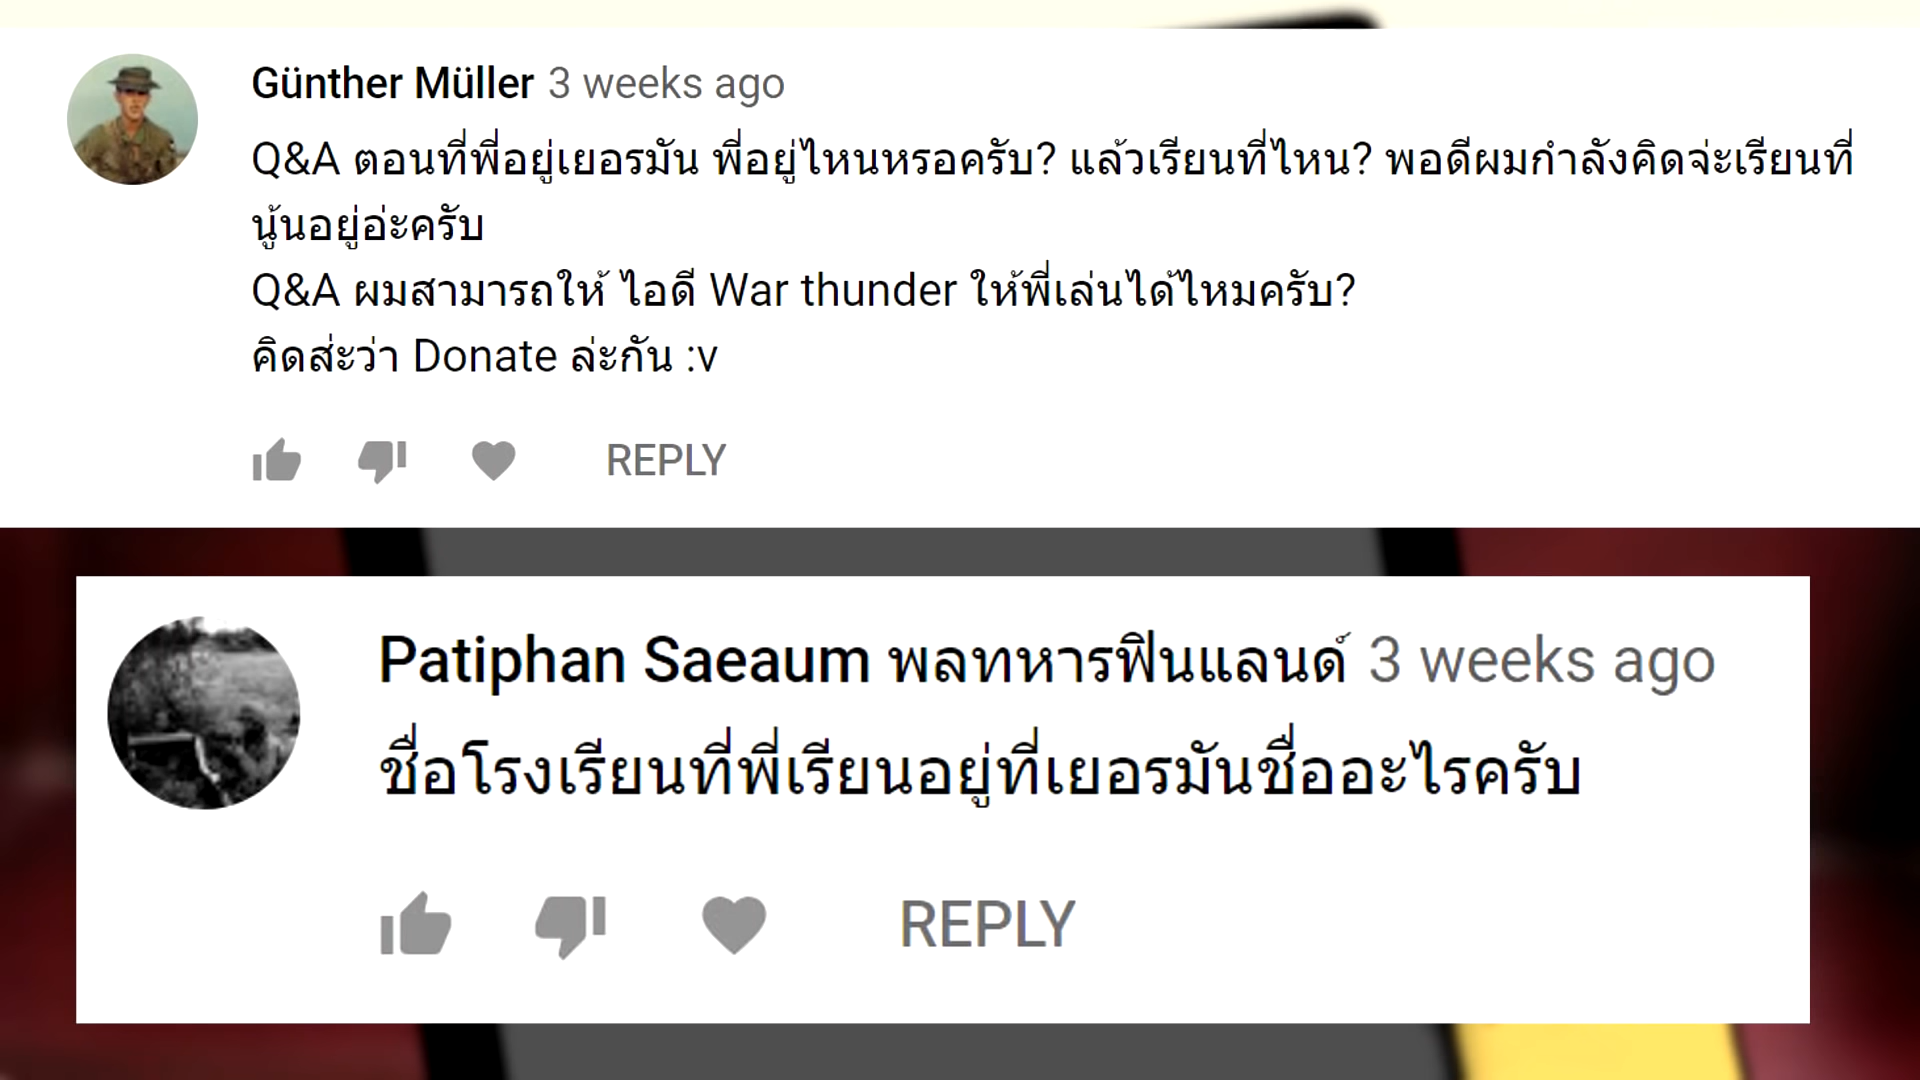 Günther Müller 3 weeks ago
Q&A ตอนที่พี่อยู่เยอรมัน พี่อยู่ไหนหรอครับ? แล้วเรียนที่ไหน? พอดีผมกำลังคิดจ่ะเรียนที่
นู้นอยู่อ่ะครับ
Q&A ผมสามารถให้ ไอดี War thunder ให้พี่เล่นได้ไหมครับ?
คิดส่ะว่า Donate ล่ะกัน :v
REPLY
Patiphan Saeaum พลทหารฟินแลนด์ 3 weeks ago
ชื่อโรงเรียนที่พี่เรียนอยู่ที่เยอรมันชื่ออะไรครับ
REPLY